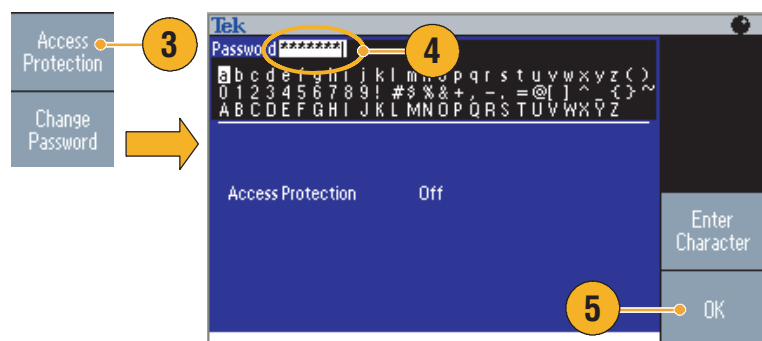 Access
Protection
3
Change
Password
Tek
Password *******
4
a b c d e f g h i j k l m n o p q r s t u v w x y z ( )
0 1 2 3 4 5 6 7 8 9 ! # $ % & + , - . = @ [ ] ^ _ { } ~
A B C D E F G H I J K L M N O P Q R S T U V W X Y Z
Access Protection Off
Enter
Character
5
OK